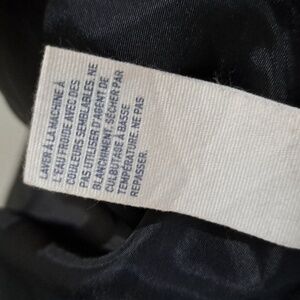 LAVER À LA MACHINE À
L'EAU FROIDE AVEC DES
COULEURS SEMBLABLES. NE
PAS UTILISER D'AGENT DE
BLANCHIMENT. SÉCHER PAR
CULBUTAGE À BASSE
TEMPÉRATURE. NE PAS
REPASSER.